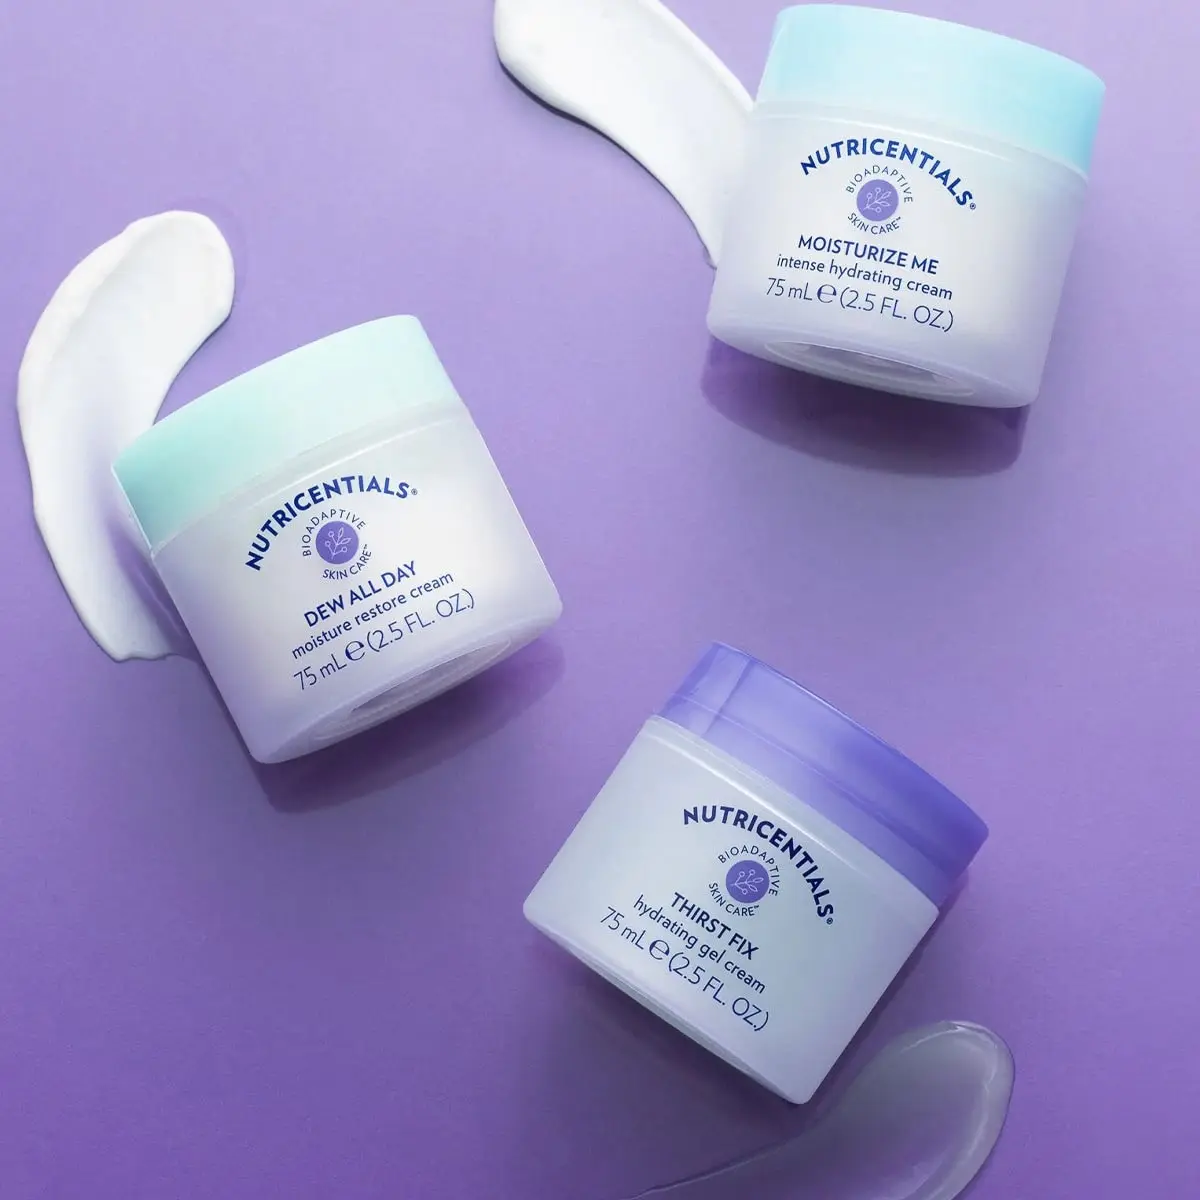 NUTRICENTIALS®
BIOADAPTIVE
SKIN CARE™
MOISTURIZE ME
intense hydrating cream
75 mL ℮ (2.5 FL. OZ.)
NUTRICENTIALS®
BIOADAPTIVE
SKIN CARE™
DEW ALL DAY
moisture restore cream
75 mL ℮ (2.5 FL. OZ.)
NUTRICENTIALS®
BIOADAPTIVE
SKIN CARE™
THIRST FIX
hydrating gel cream
75 mL ℮ (2.5 FL. OZ.)